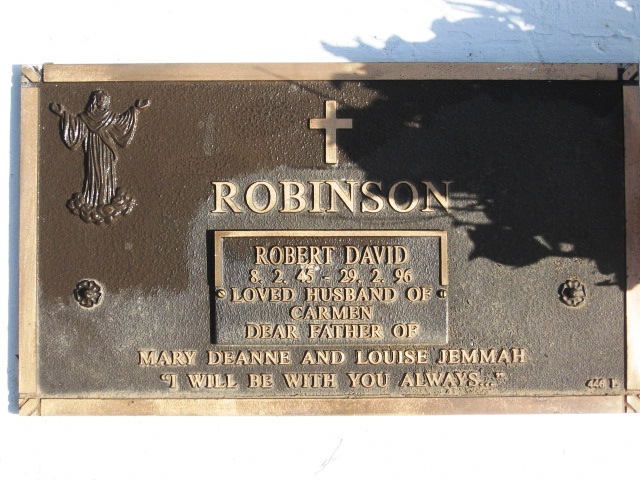 ROBINSON
ROBERT DAVID
8. 2. 45 - 29. 2. 96
LOVED HUSBAND OF
CARMEN
DEAR FATHER OF
MARY DEANNE AND LOUISE JEMMAH
"I WILL BE WITH YOU ALWAYS..."